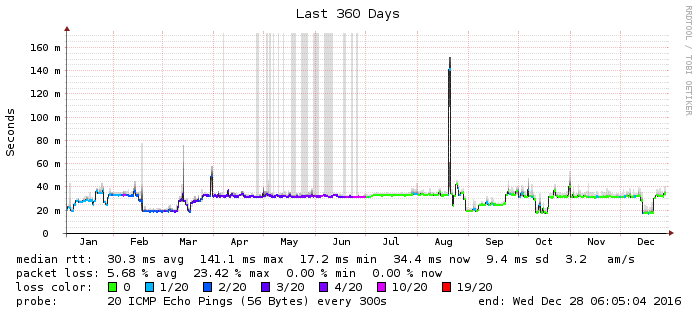 Last 360 Days
RRDTOOL / TOBI OETIKER
Seconds
160 m
140 m
120 m
100 m
80 m
60 m
40 m
20 m
0
Jan Feb Mar Apr May Jun Jul Aug Sep Oct Nov Dec
median rtt: 30.3 ms avg 141.1 ms max 17.2 ms min 34.4 ms now 9.4 ms sd 3.2 am/s
packet loss: 5.68 % avg 23.42 % max 0.00 % min 0.00 % now
loss color: 0 1/20 2/20 3/20 4/20 10/20 19/20
probe: 20 ICMP Echo Pings (56 Bytes) every 300s end: Wed Dec 28 06:05:04 2016